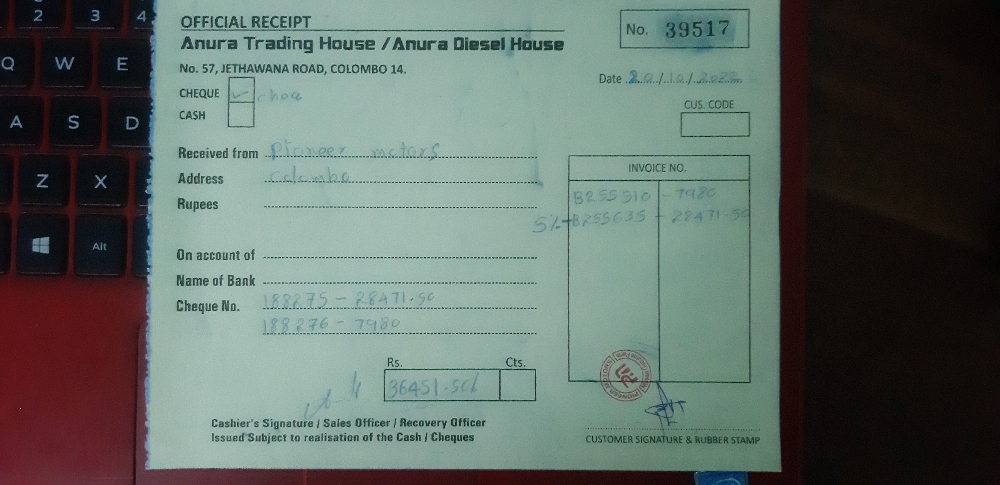 OFFICIAL RECEIPT
Anura Trading House / Anura Diesel House
No. 57, JETHAWANA ROAD, COLOMBO 14.
No. 39517
Date 20/10/2022
CHEQUE ✓
CASH
CUS. CODE
Received from Pioneer motors
Address Colombo
Rupees
On account of
Name of Bank
Cheque No. 188275 - 28471.50
188276 - 7980
INVOICE NO.
B255510 - 7980
5% - B255635 - 28471.50
Rs. Cts.
36451.50/
Cashier's Signature / Sales Officer / Recovery Officer
Issued Subject to realisation of the Cash / Cheques
CUSTOMER SIGNATURE & RUBBER STAMP
2 3 4
Q W E
A S D
Z X
Alt